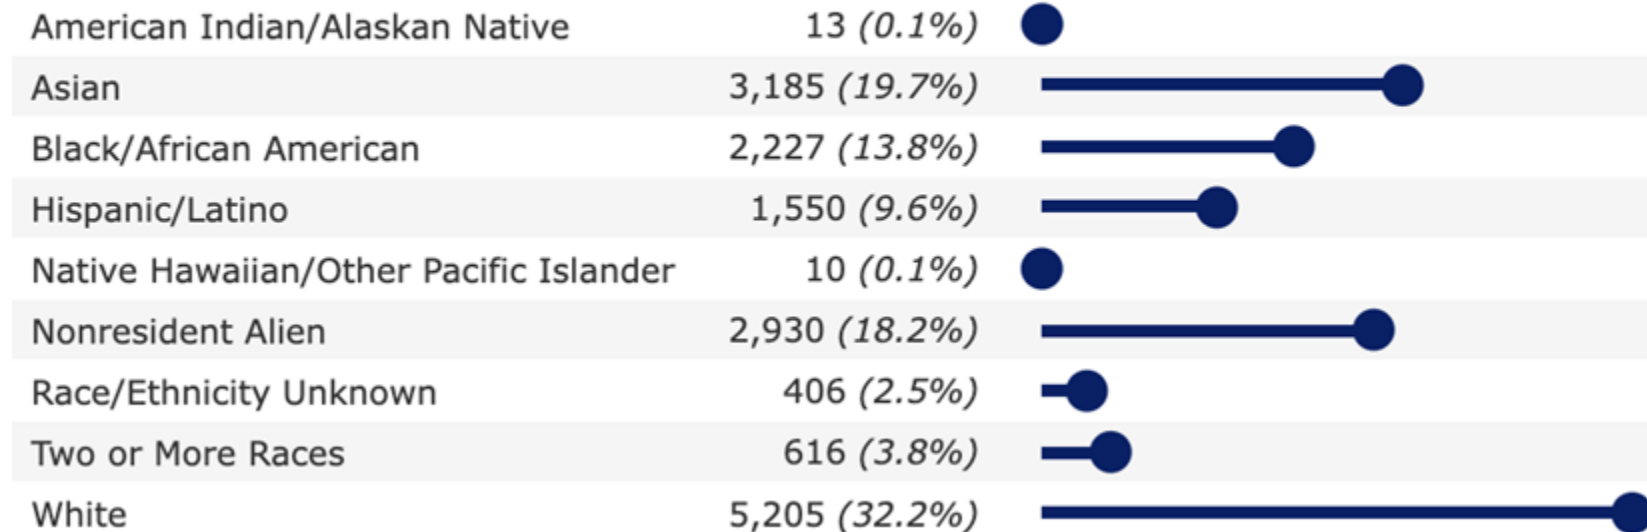 American Indian/Alaskan Native 13 (0.1%)
Asian 3,185 (19.7%)
Black/African American 2,227 (13.8%)
Hispanic/Latino 1,550 (9.6%)
Native Hawaiian/Other Pacific Islander 10 (0.1%)
Nonresident Alien 2,930 (18.2%)
Race/Ethnicity Unknown 406 (2.5%)
Two or More Races 616 (3.8%)
White 5,205 (32.2%)